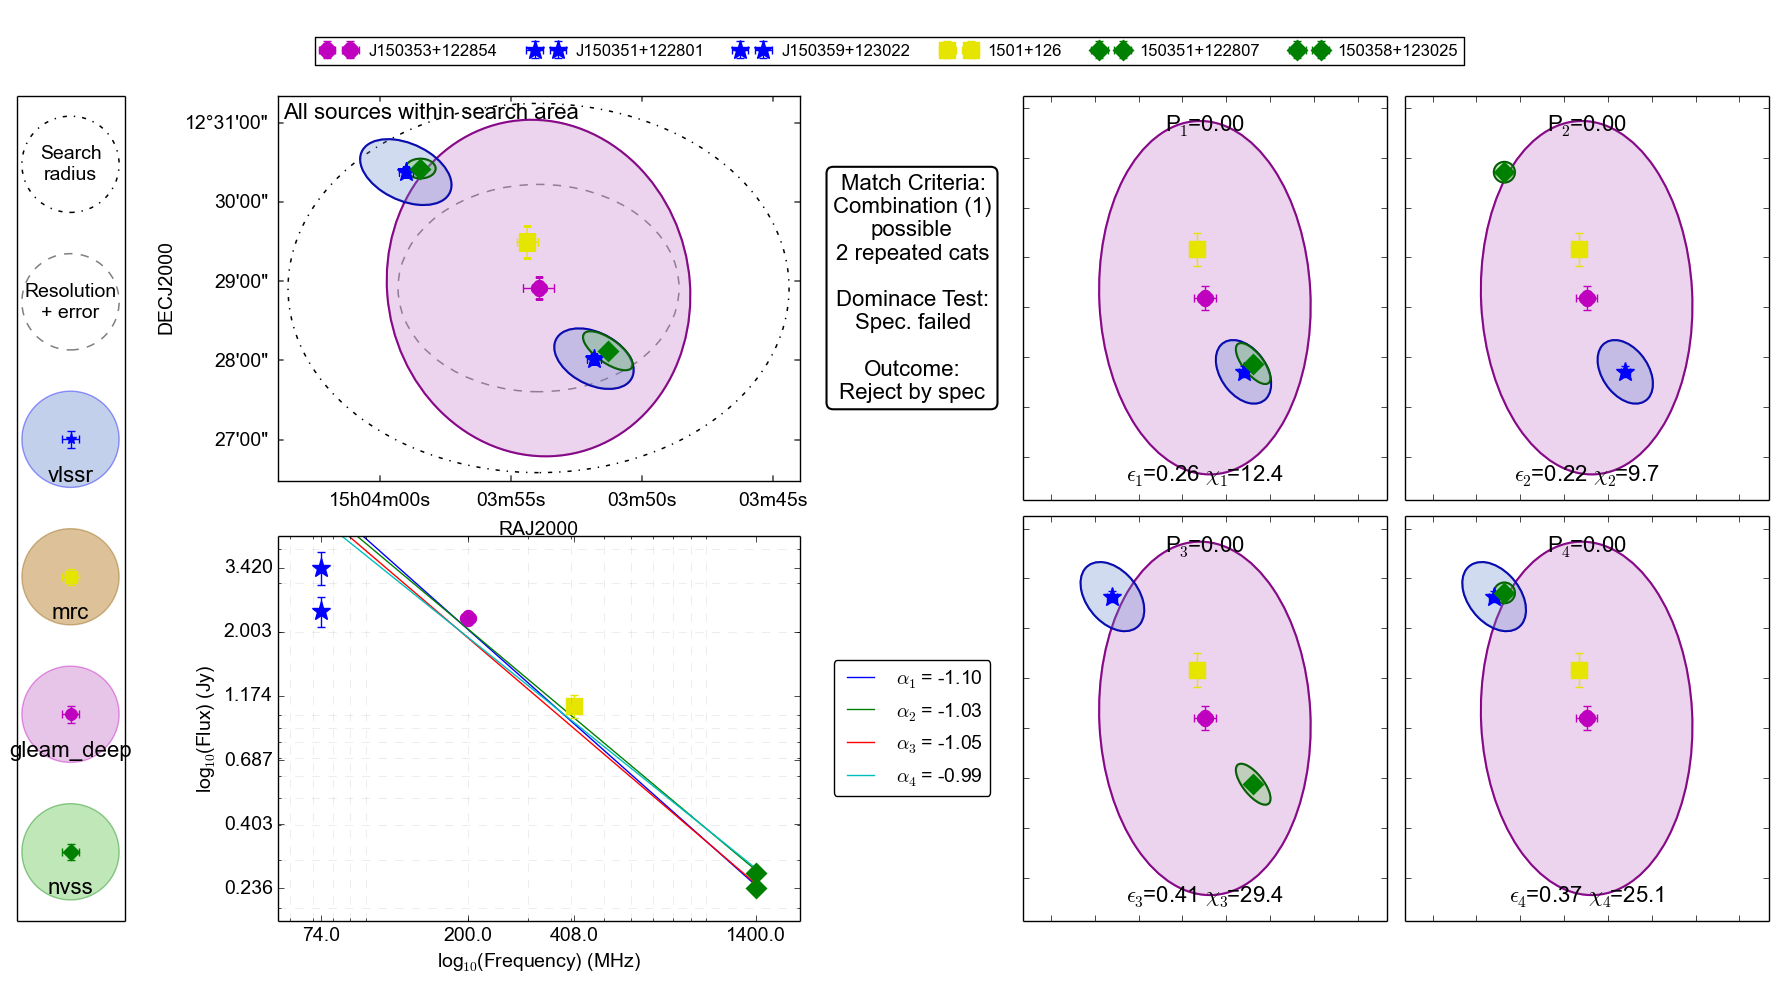 J150353+122854
J150351+122801
J150359+123022
1501+126
150351+122807
150358+123025
Search
radius
Resolution
+ error
vlssr
mrc
gleam_deep
nvss
All sources within search area
12°31'00"
30'00"
29'00"
28'00"
27'00"
DECJ2000
15h04m00s
03m55s
03m50s
03m45s
RAJ2000
Match Criteria:
Combination (1)
possible
2 repeated cats
Dominace Test:
Spec. failed
Outcome:
Reject by spec
P1=0.00
ϵ1=0.26 χ1=12.4
P2=0.00
ϵ2=0.22 χ2=9.7
3.420
2.003
1.174
0.687
0.403
0.236
log10(Flux) (Jy)
74.0
200.0
408.0
1400.0
log10(Frequency) (MHz)
α1 = -1.10
α2 = -1.03
α3 = -1.05
α4 = -0.99
P3=0.00
ϵ3=0.41 χ3=29.4
P4=0.00
ϵ4=0.37 χ4=25.1